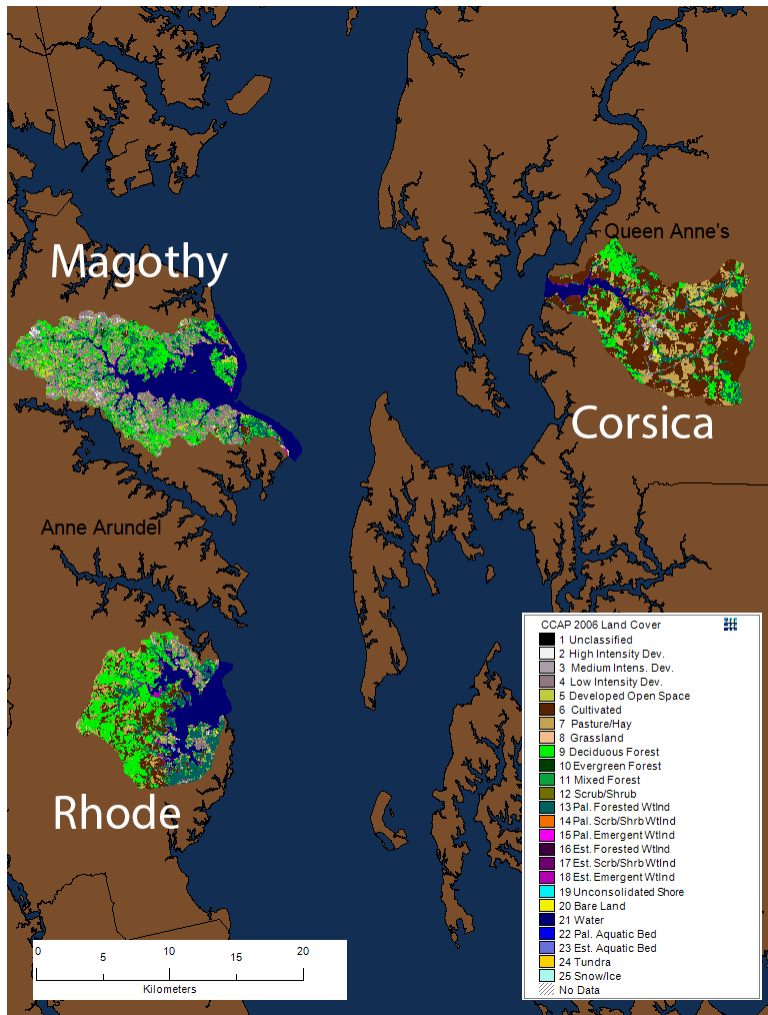 Queen Anne's
Magothy
Corsica
Anne Arundel
Rhode
CCAP 2006 Land Cover
1 Unclassified
2 High Intensity Dev.
3 Medium Intens. Dev.
4 Low Intensity Dev.
5 Developed Open Space
6 Cultivated
7 Pasture/Hay
8 Grassland
9 Deciduous Forest
10 Evergreen Forest
11 Mixed Forest
12 Scrub/Shrub
13 Pal. Forested Wtlnd
14 Pal. Scrb/Shrb Wtlnd
15 Pal. Emergent Wtlnd
16 Est. Forested Wtlnd
17 Est. Scrb/Shrb Wtlnd
18 Est. Emergent Wtlnd
19 Unconsolidated Shore
20 Bare Land
21 Water
22 Pal. Aquatic Bed
23 Est. Aquatic Bed
24 Tundra
25 Snow/Ice
No Data
0 5 10 15 20
Kilometers